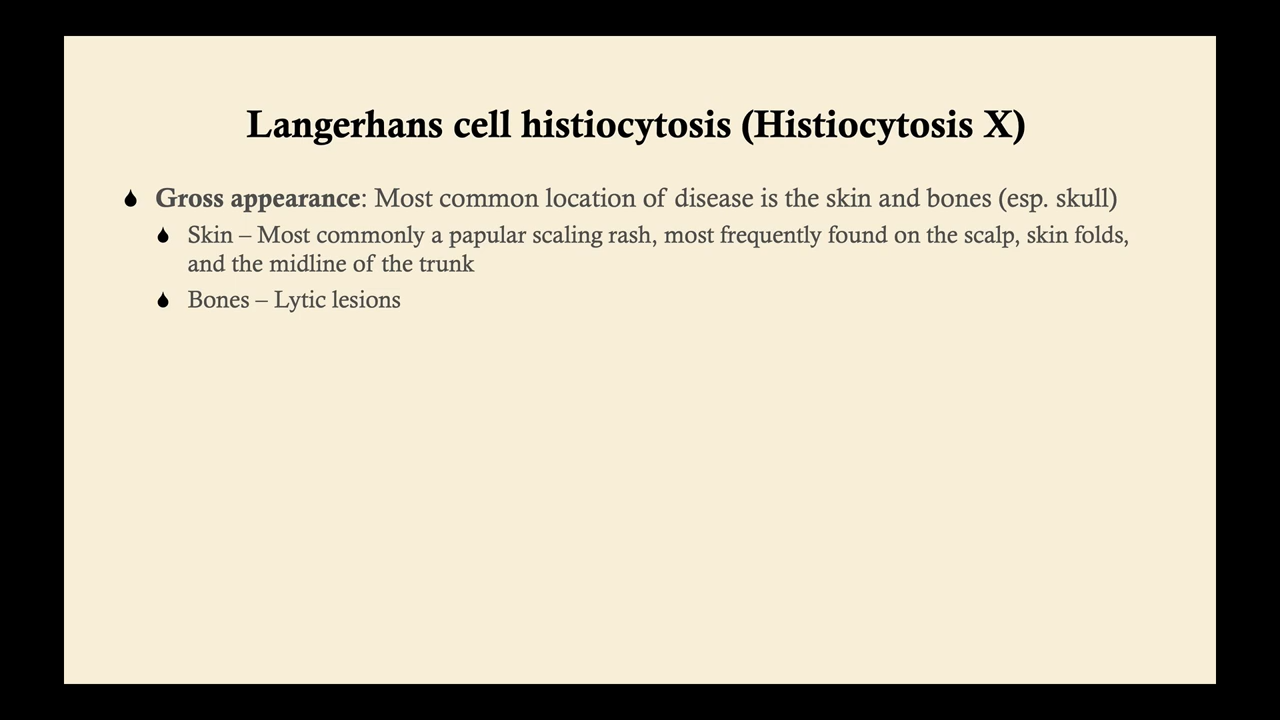 Langerhans cell histiocytosis (Histiocytosis X)
Gross appearance: Most common location of disease is the skin and bones (esp. skull)
Skin – Most commonly a papular scaling rash, most frequently found on the scalp, skin folds,
and the midline of the trunk
Bones – Lytic lesions